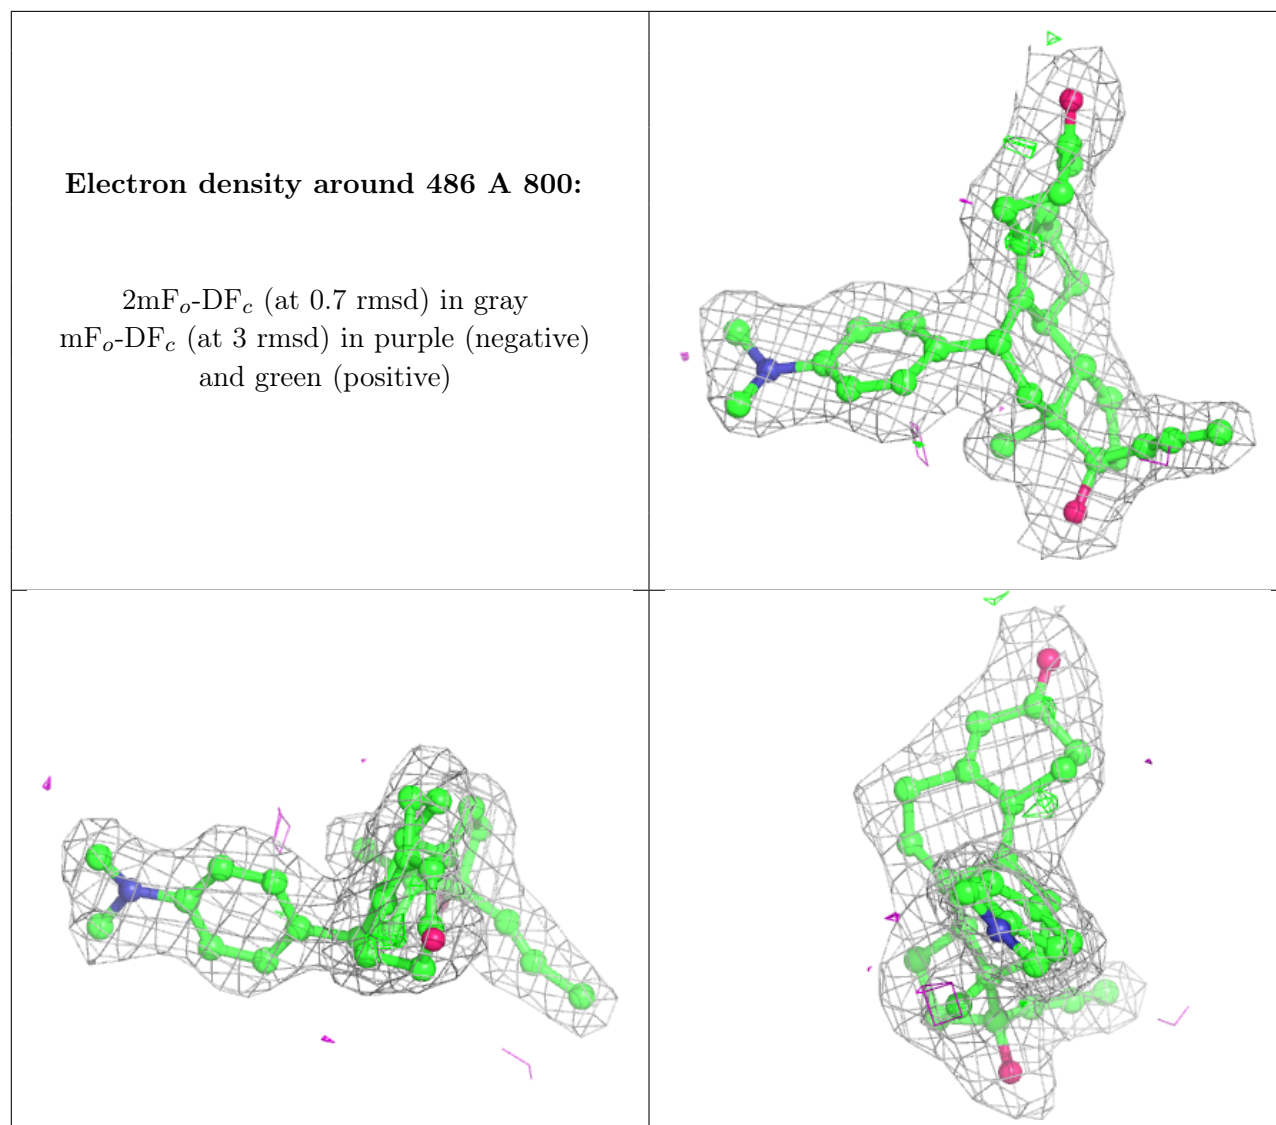 Electron density around 486 A 800:
2mFo-DFc (at 0.7 rmsd) in gray
mFo-DFc (at 3 rmsd) in purple (negative)
and green (positive)